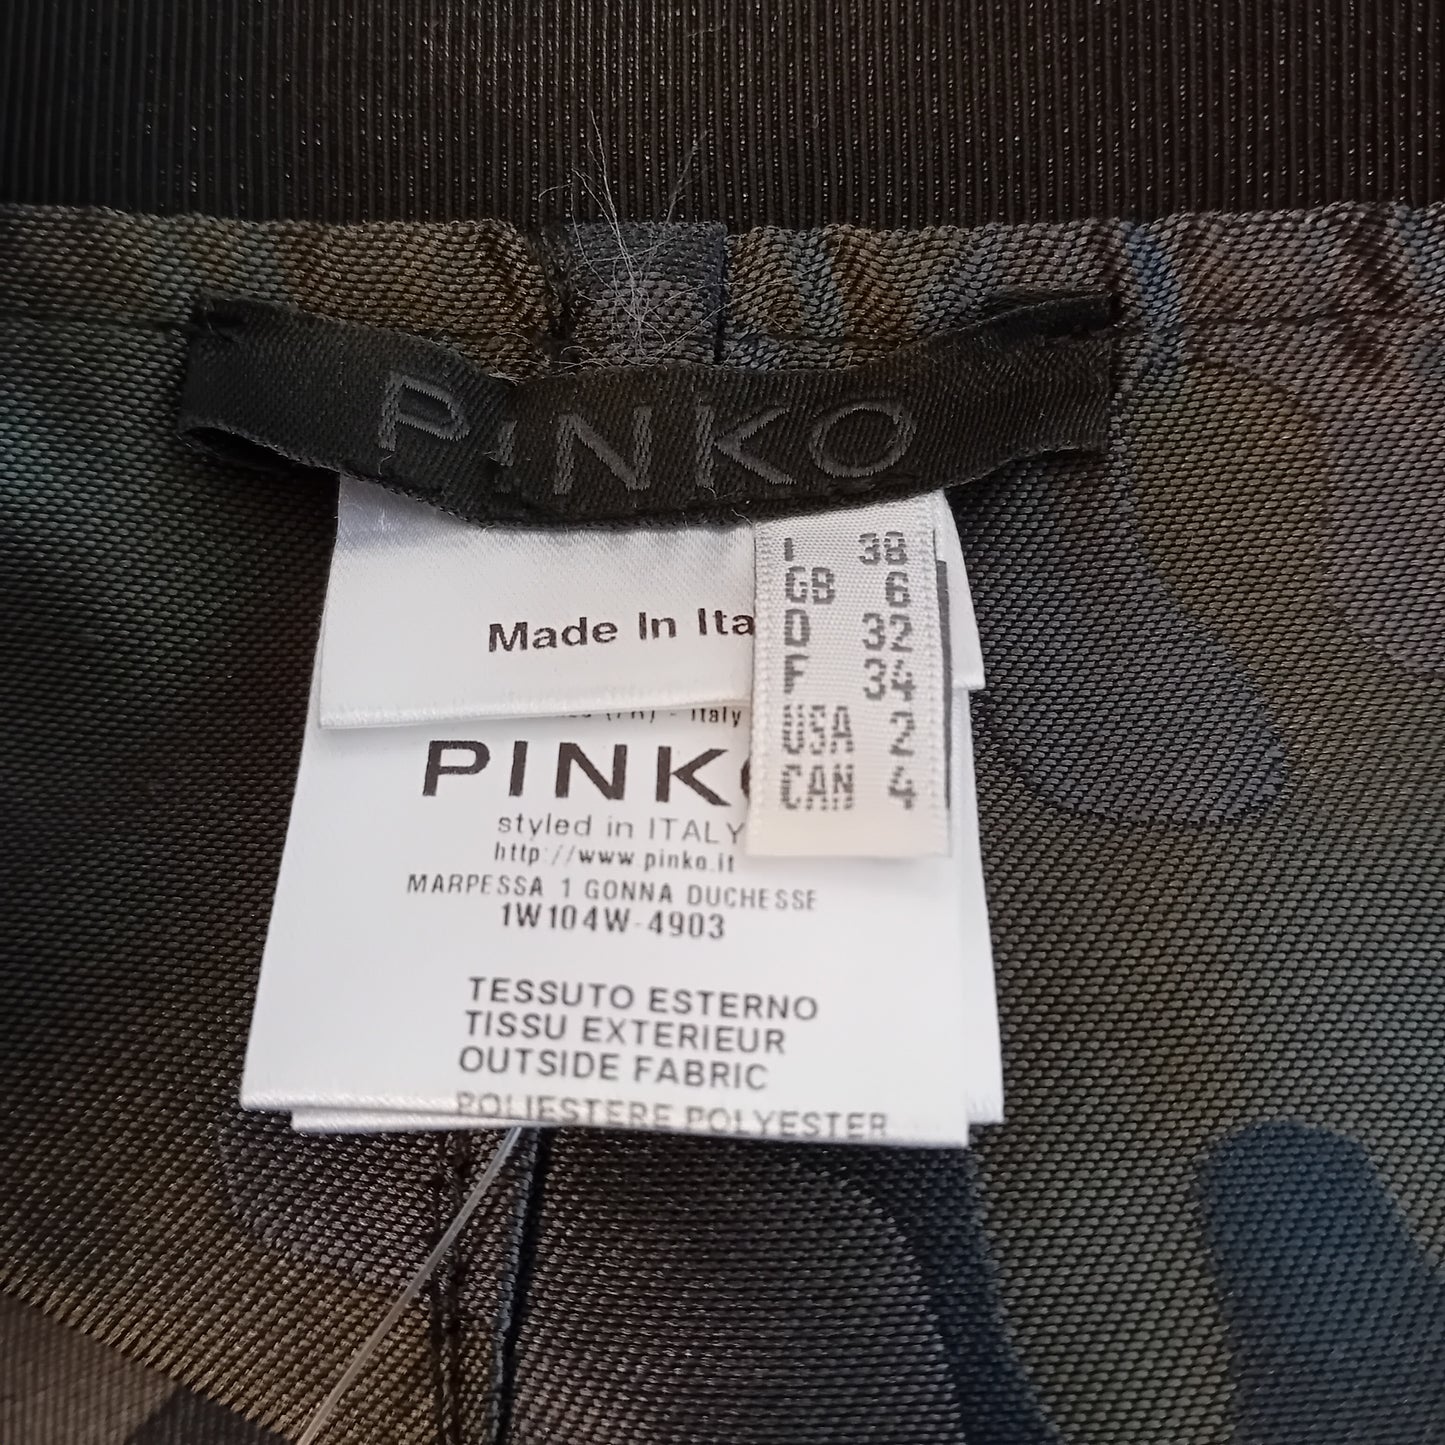 PINKO
I 38
GB 6
D 32
F 34
USA 2
CAN 4
Made In Ita
- Italy
PINKO
styled in ITALY
http://www.pinko.it
MARPESSA 1 GONNA DUCHESSE
1W104W-4903
TESSUTO ESTERNO
TISSU EXTERIEUR
OUTSIDE FABRIC
POLIESTERE POLYESTER